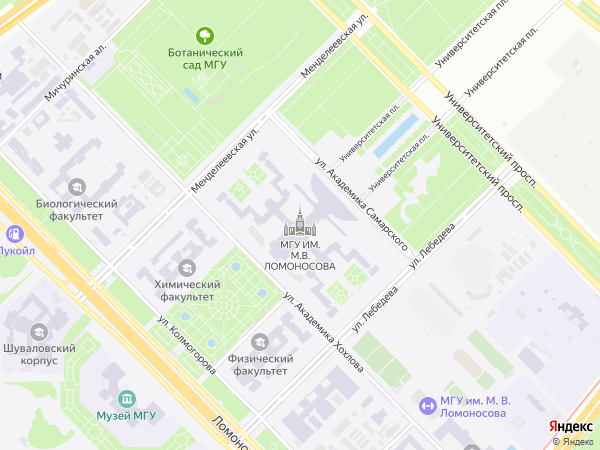 Университетская пл.
Университетская пл.
Менделеевская ул.
Ботанический
сад МГУ
Мичуринская ал.
й
Университетский просп.
Университетская пл.
Университетский просп.
Университетская пл.
Менделеевская ул.
ул. Академика Самарского
Биологический
факультет
ул. Лебедева
Лукойл
МГУ ИМ.
М.В.
ЛОМОНОСОВА
Химический
факультет
ул. Лебедева
ул. Колмогорова
ул. Академика Хохлова
Шуваловский
корпус
Физический
факультет
Музей МГУ
МГУ им. М. В.
Ломоносова
Ломонос
Яндекс
© Яндекс